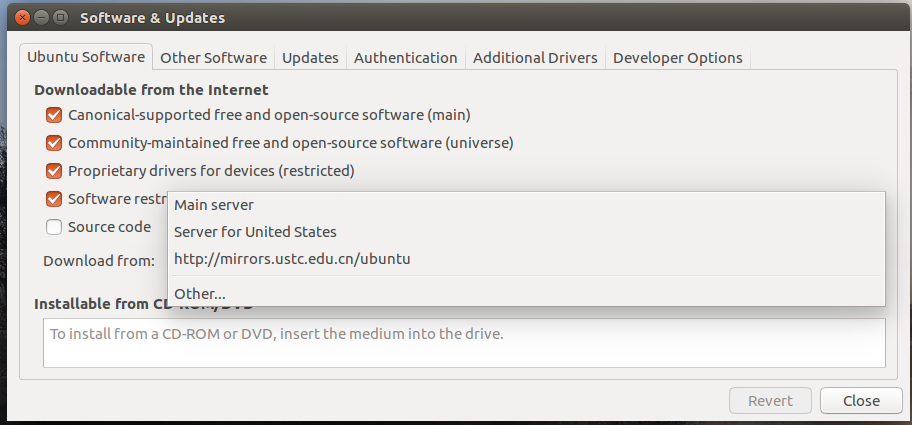 Software & Updates
Ubuntu Software Other Software Updates Authentication Additional Drivers Developer Options
Downloadable from the Internet
Canonical-supported free and open-source software (main)
Community-maintained free and open-source software (universe)
Proprietary drivers for devices (restricted)
Software
Main server
Source code
Server for United States
Download from:
http://mirrors.ustc.edu.cn/ubuntu
Other...
Installable from CD-ROM/DVD
To install from a CD-ROM or DVD, insert the medium into the drive.
Revert Close